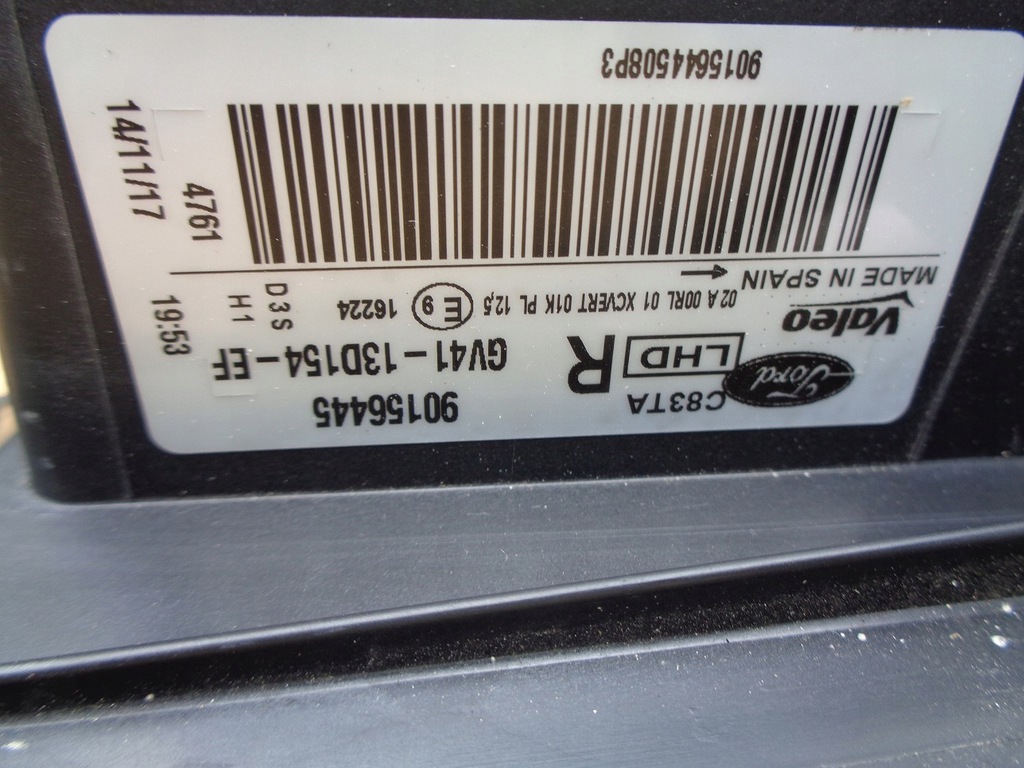 C83TA
90156445
Ford
LHD
R
GV41-13D154-EF
Valeo
02 A 00RL 01 XCVERT 01K PL 12,5
E9
16224
D3S
H1
MADE IN SPAIN
19:53
4761
14/11/17
9015644508P3